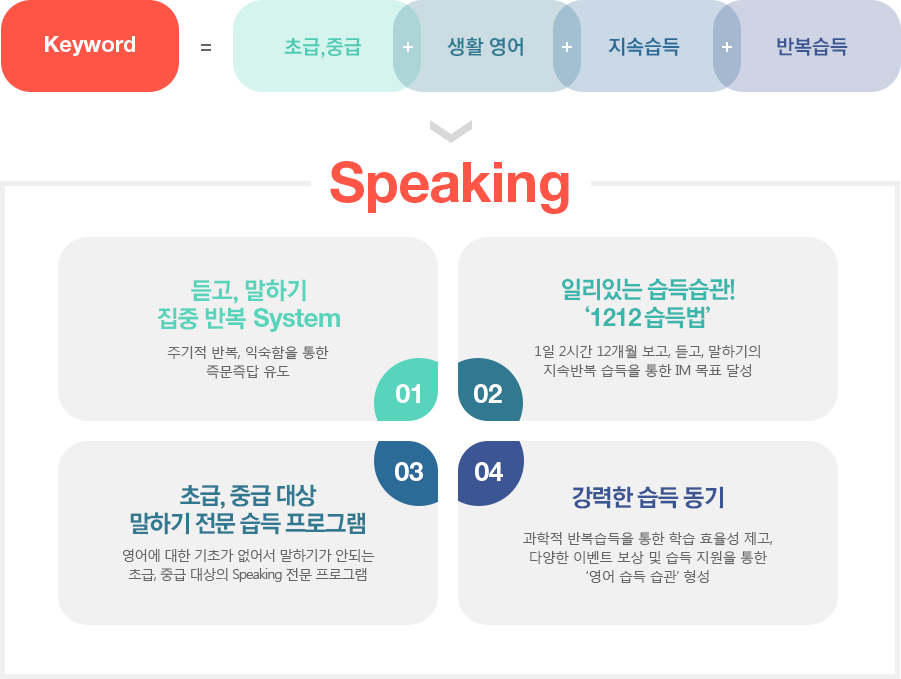 Keyword = 초급,중급 + 생활 영어 + 지속습득 + 반복습득
Speaking
듣고, 말하기
집중 반복 System
주기적 반복, 익숙함을 통한
즉문즉답 유도
01
일리있는 습득습관!
‘1212 습득법’
1일 2시간 12개월 보고, 듣고, 말하기의
지속반복 습득을 통한 IM 목표 달성
02
03
초급, 중급 대상
말하기 전문 습득 프로그램
영어에 대한 기초가 없어서 말하기가 안되는
초급, 중급 대상의 Speaking 전문 프로그램
04
강력한 습득 동기
과학적 반복습득을 통한 학습 효율성 제고,
다양한 이벤트 보상 및 습득 지원을 통한
‘영어 습득 습관’ 형성